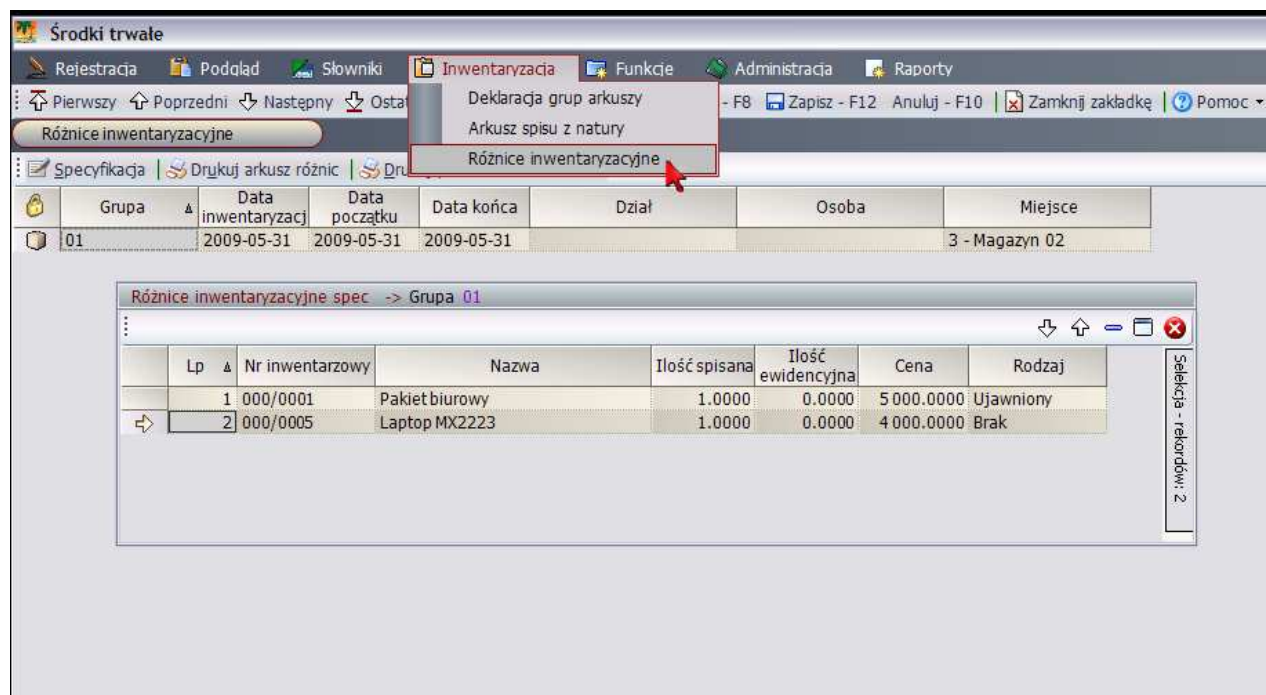 Środki trwałe
Rejestracja Podgląd Słowniki Inwentaryzacja Funkcje Administracja Raporty
Pierwszy Poprzedni Następny Ostat - F8 Zapisz - F12 Anuluj - F10 Zamknij zakładkę Pomoc
Deklaracja grup arkuszy
Arkusz spisu z natury
Różnice inwentaryzacyjne
Różnice inwentaryzacyjne
Specyfikacja Drukuj arkusz różnic Dru
Grupa Data inwentaryzacj Data początku Data końca Dział Osoba Miejsce
01 2009-05-31 2009-05-31 2009-05-31 3 - Magazyn 02
Różnice inwentaryzacyjne spec -> Grupa 01
Lp Nr inwentarzowy Nazwa Ilość spisana Ilość ewidencyjna Cena Rodzaj
1 000/0001 Pakiet biurowy 1.0000 0.0000 5 000.0000 Ujawniony
2 000/0005 Laptop MX2223 1.0000 0.0000 4 000.0000 Brak
Selekcja - rekordów: 2